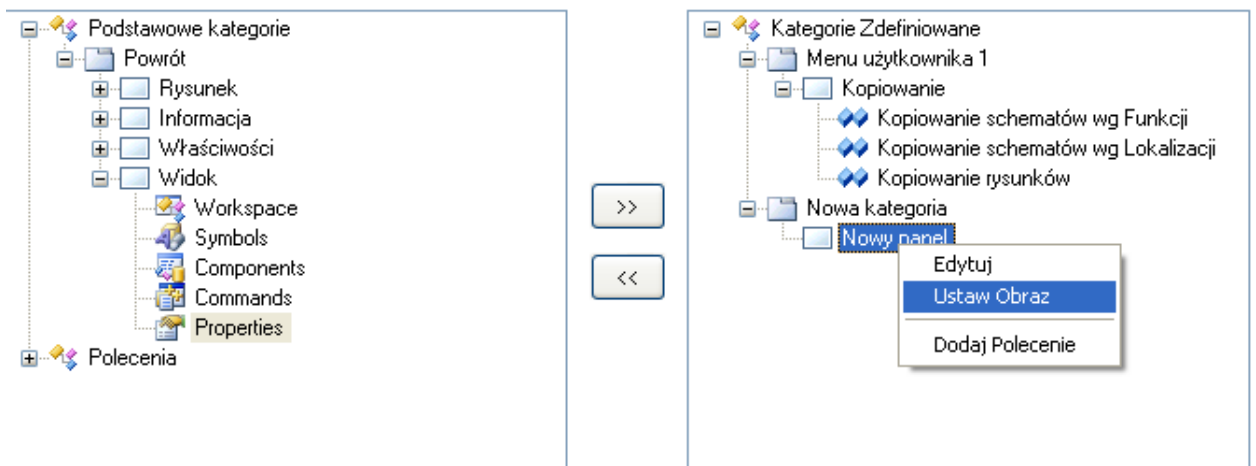 Podstawowe kategorie
Powrót
Rysunek
Informacja
Właściwości
Widok
Workspace
Symbols
Components
Commands
Properties
Polecenia
>>
<<
Kategorie Zdefiniowane
Menu użytkownika 1
Kopiowanie
Kopiowanie schematów wg Funkcji
Kopiowanie schematów wg Lokalizacji
Kopiowanie rysunków
Nowa kategoria
Nowy panel
Edytuj
Ustaw Obraz
Dodaj Polecenie